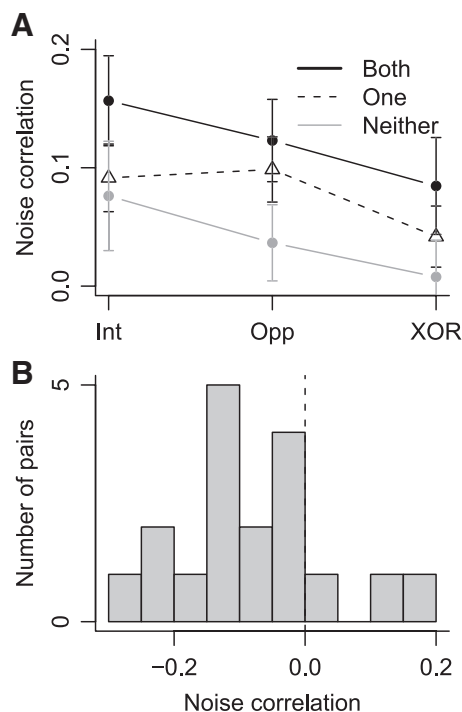 A
Noise correlation
0.2
0.1
0.0
Both
One
Neither
Int Opp XOR
B
Number of pairs
5
0
−0.2 0.0 0.2
Noise correlation